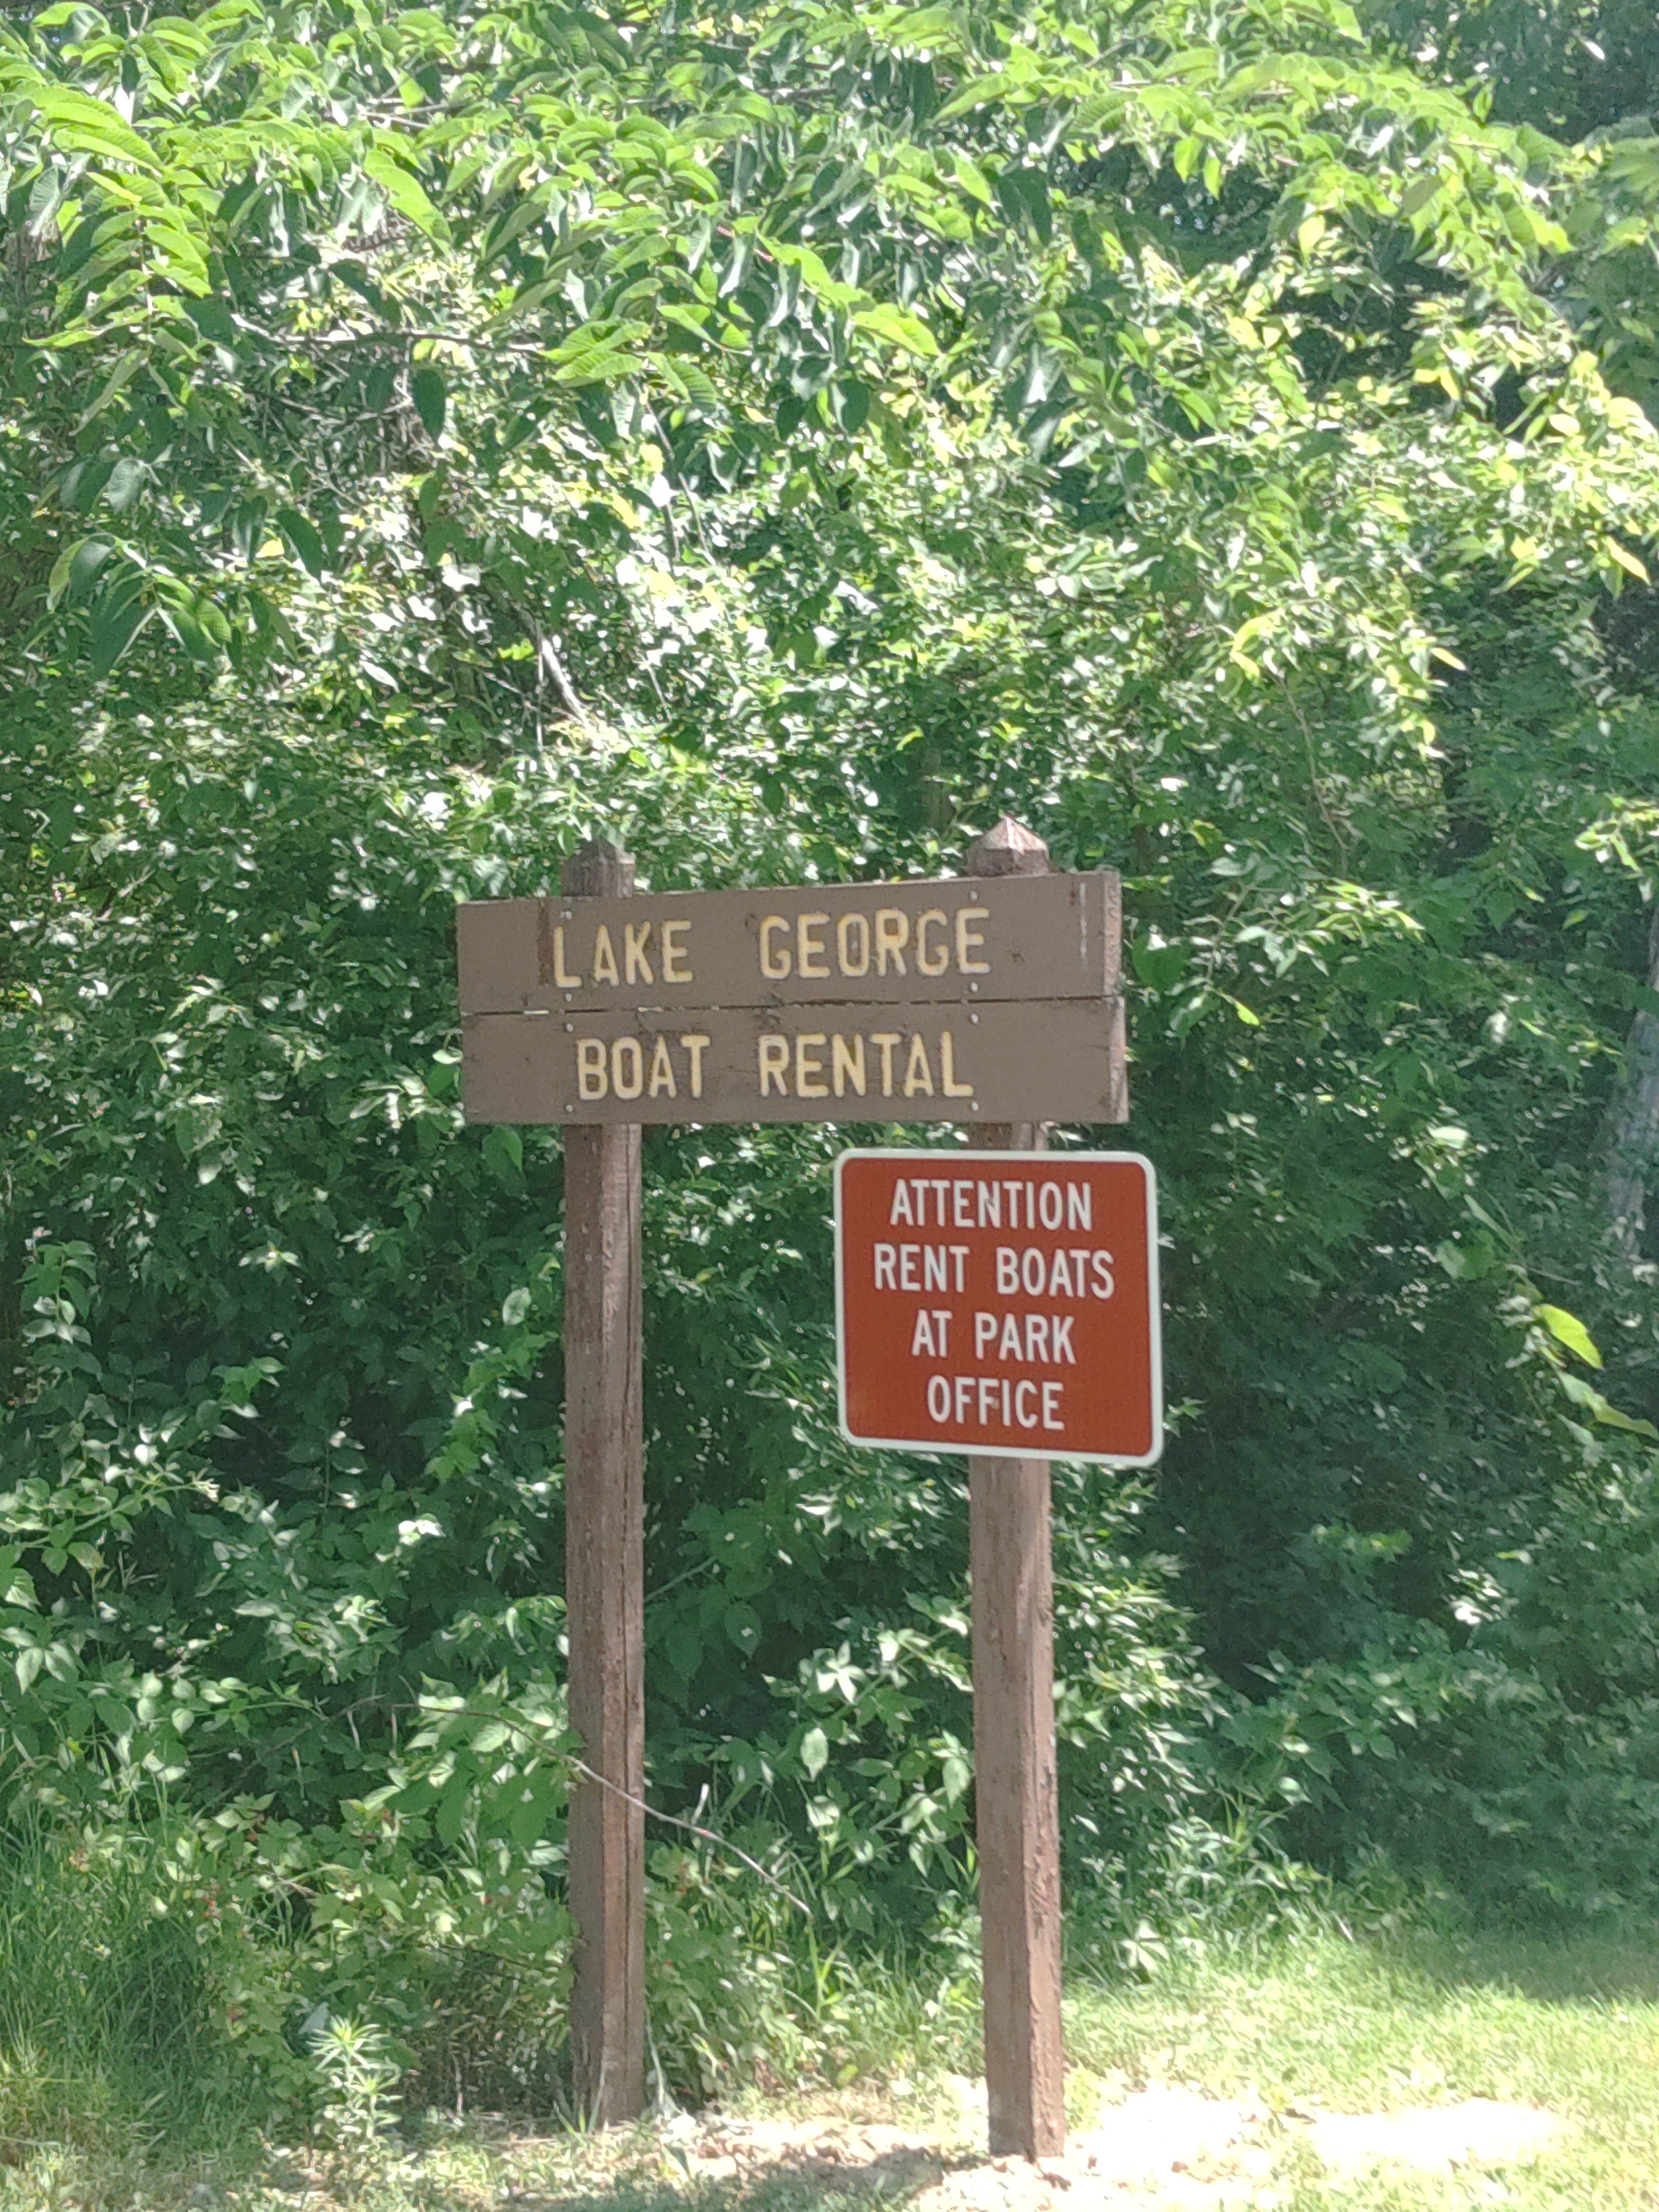 LAKE GEORGE
BOAT RENTAL
ATTENTION
RENT BOATS
AT PARK
OFFICE